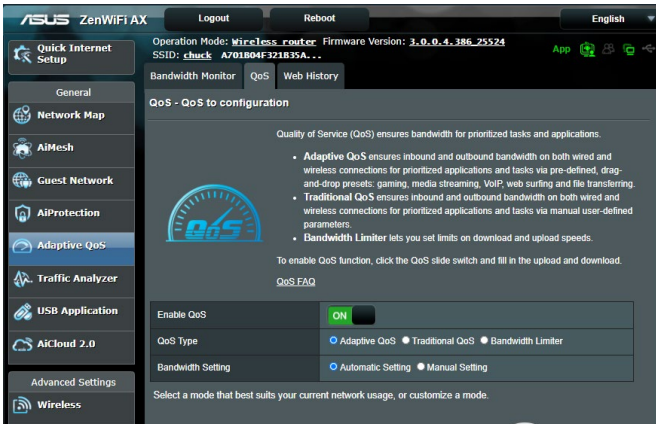 ASUS ZenWiFi AX Logout Reboot English
Quick Internet Setup
Operation Mode: Wireless router Firmware Version: 3.0.0.4.386_25524
SSID: chuck A701B04F321B35A...
App
Bandwidth Monitor QoS Web History
General
Network Map
AiMesh
Guest Network
AiProtection
Adaptive QoS
Traffic Analyzer
USB Application
AiCloud 2.0
Advanced Settings
Wireless
QoS - QoS to configuration
QoS
Quality of Service (QoS) ensures bandwidth for prioritized tasks and applications.
• Adaptive QoS ensures inbound and outbound bandwidth on both wired and
wireless connections for prioritized applications and tasks via pre-defined, drag-
and-drop presets: gaming, media streaming, VoIP, web surfing and file transferring.
• Traditional QoS ensures inbound and outbound bandwidth on both wired and
wireless connections for prioritized applications and tasks via manual user-defined
parameters.
• Bandwidth Limiter lets you set limits on download and upload speeds.
To enable QoS function, click the QoS slide switch and fill in the upload and download.
QoS FAQ
Enable QoS ON
QoS Type Adaptive QoS Traditional QoS Bandwidth Limiter
Bandwidth Setting Automatic Setting Manual Setting
Select a mode that best suits your current network usage, or customize a mode.